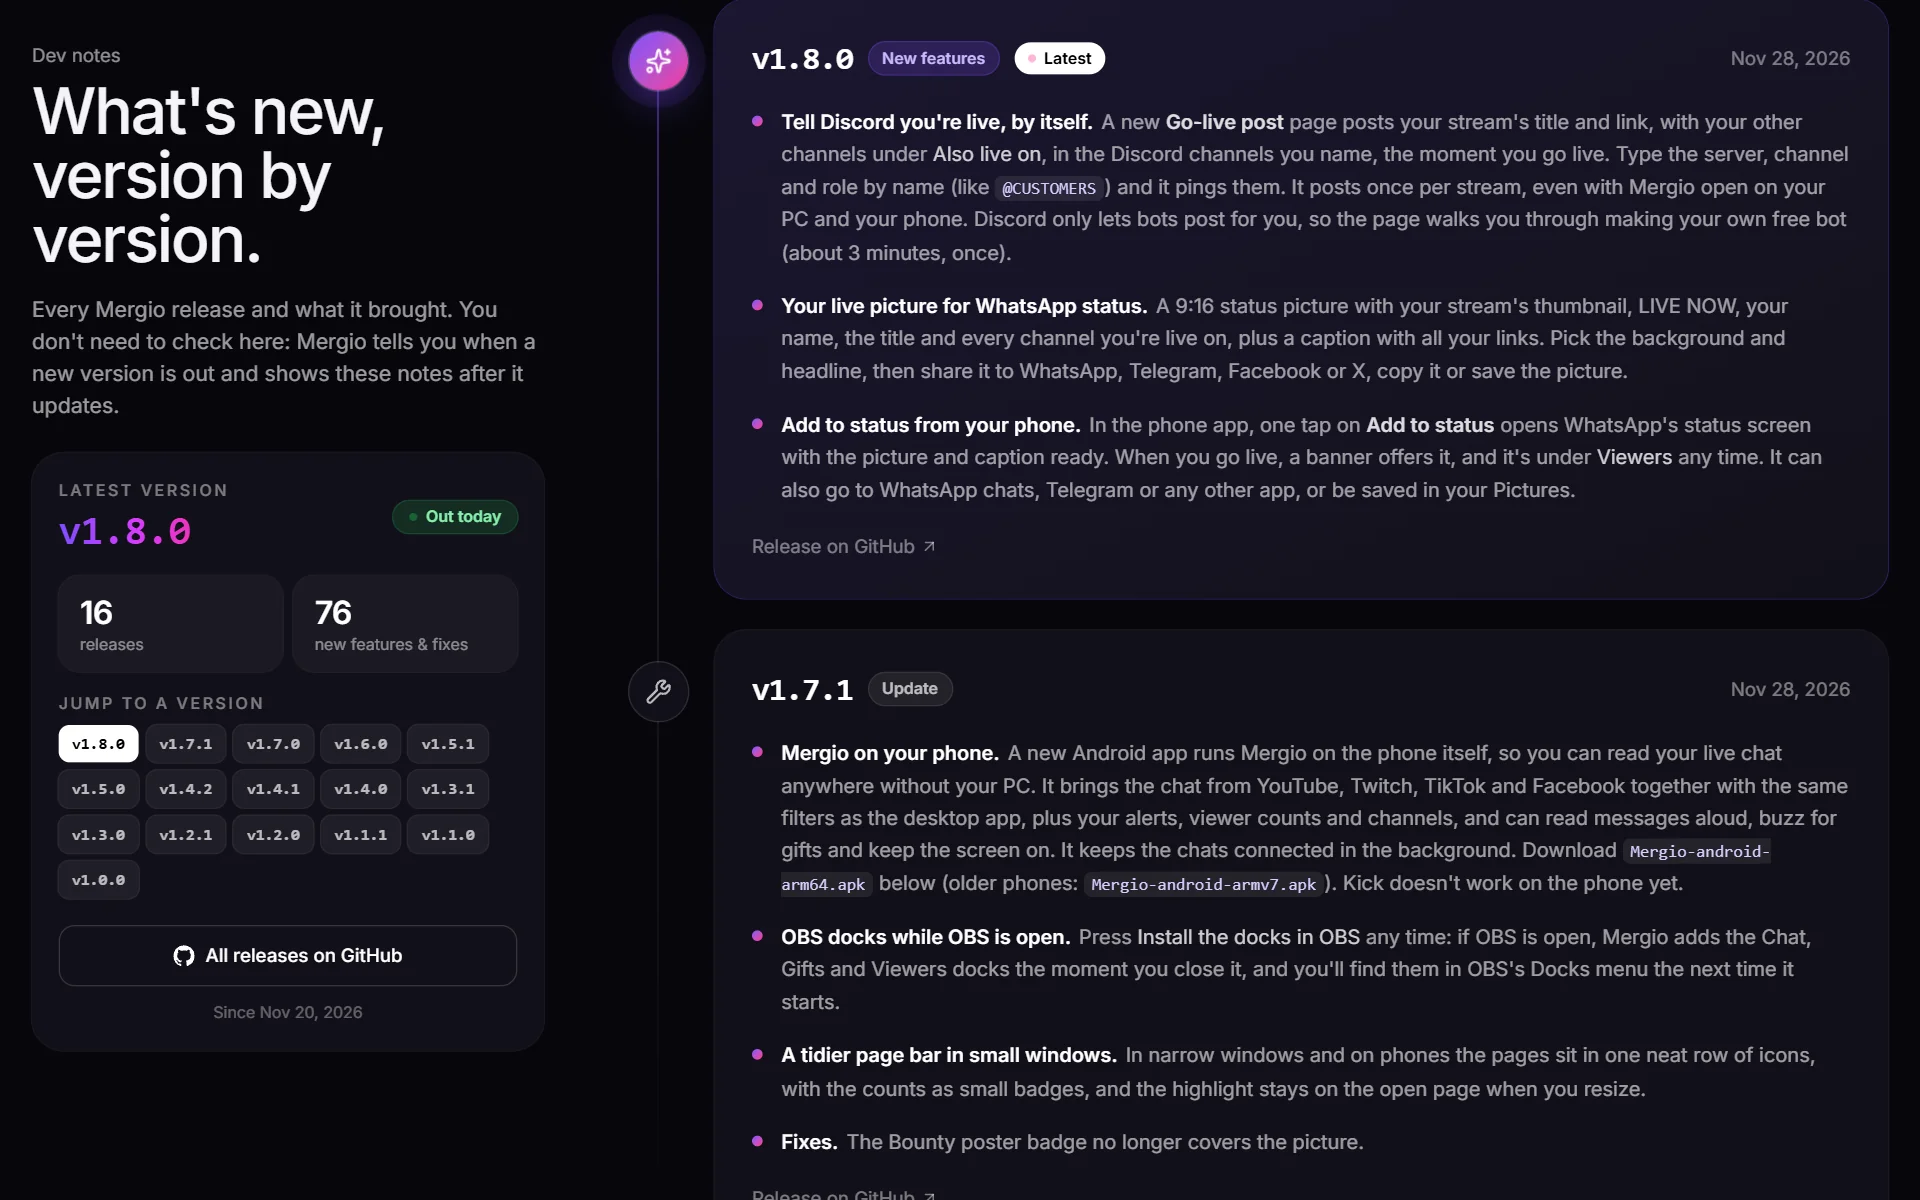 Dev notes
What's new,
version by
version.
Every Mergio release and what it brought. You
don't need to check here: Mergio tells you when a
new version is out and shows these notes after it
updates.
LATEST VERSION
v1.8.0
Out today
16
releases
76
new features & fixes
JUMP TO A VERSION
v1.8.0 v1.7.1 v1.7.0 v1.6.0 v1.5.1
v1.5.0 v1.4.2 v1.4.1 v1.4.0 v1.3.1
v1.3.0 v1.2.1 v1.2.0 v1.1.1 v1.1.0
v1.0.0
All releases on GitHub
Since Nov 20, 2026
v1.8.0 New features Latest Nov 28, 2026
Tell Discord you're live, by itself. A new Go-live post page posts your stream's title and link, with your other
channels under Also live on, in the Discord channels you name, the moment you go live. Type the server, channel
and role by name (like @CUSTOMERS) and it pings them. It posts once per stream, even with Mergio open on your
PC and your phone. Discord only lets bots post for you, so the page walks you through making your own free bot
(about 3 minutes, once).
Your live picture for WhatsApp status. A 9:16 status picture with your stream's thumbnail, LIVE NOW, your
name, the title and every channel you're live on, plus a caption with all your links. Pick the background and
headline, then share it to WhatsApp, Telegram, Facebook or X, copy it or save the picture.
Add to status from your phone. In the phone app, one tap on Add to status opens WhatsApp's status screen
with the picture and caption ready. When you go live, a banner offers it, and it's under Viewers any time. It can
also go to WhatsApp chats, Telegram or any other app, or be saved in your Pictures.
Release on GitHub ↗
v1.7.1 Update Nov 28, 2026
Mergio on your phone. A new Android app runs Mergio on the phone itself, so you can read your live chat
anywhere without your PC. It brings the chat from YouTube, Twitch, TikTok and Facebook together with the same
filters as the desktop app, plus your alerts, viewer counts and channels, and can read messages aloud, buzz for
gifts and keep the screen on. It keeps the chats connected in the background. Download Mergio-android-
arm64.apk below (older phones: Mergio-android-armv7.apk). Kick doesn't work on the phone yet.
OBS docks while OBS is open. Press Install the docks in OBS any time: if OBS is open, Mergio adds the Chat,
Gifts and Viewers docks the moment you close it, and you'll find them in OBS's Docks menu the next time it
starts.
A tidier page bar in small windows. In narrow windows and on phones the pages sit in one neat row of icons,
with the counts as small badges, and the highlight stays on the open page when you resize.
Fixes. The Bounty poster badge no longer covers the picture.
Release on GitHub ↗